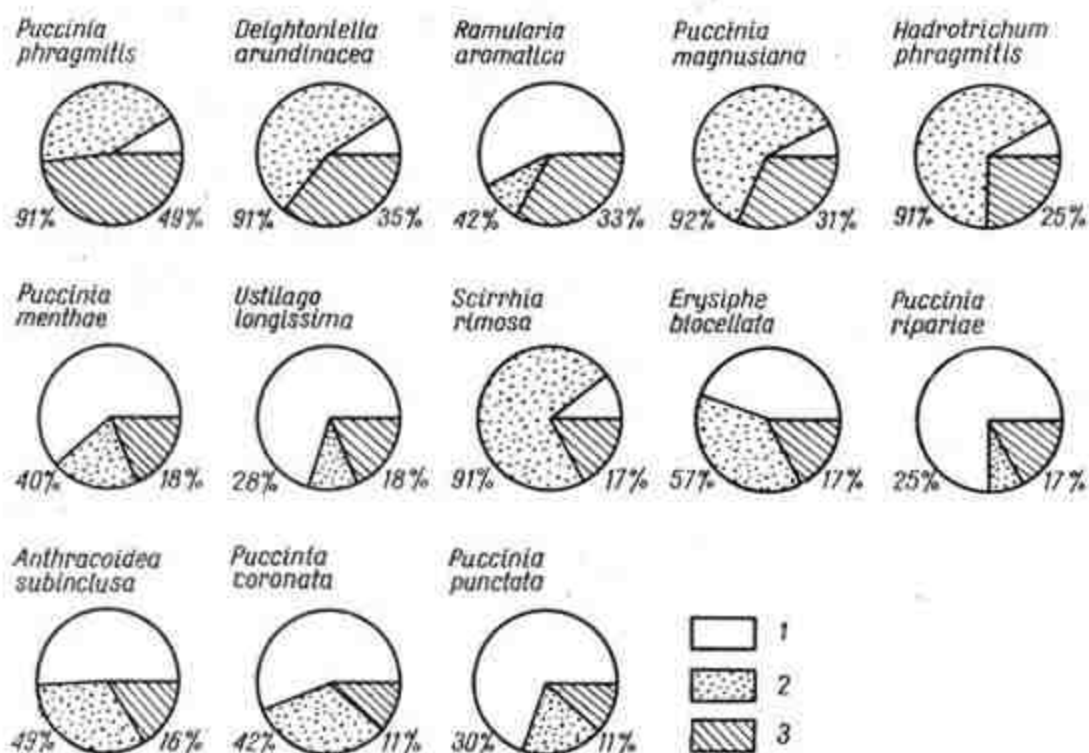 Puccinia phragmitis
Deightoniella arundinacea
Ramularia aromatica
Puccinia magnusiana
Hadrotrichum phragmitis
91% 49%
91% 35%
42% 33%
92% 31%
91% 25%
Puccinia menthae
Ustilago longissima
Scirrhia rimosa
Erysiphe biocellata
Puccinia ripariae
40% 18%
28% 18%
91% 17%
57% 17%
25% 17%
Anthracoidea subinclusa
Puccinia coronata
Puccinia punctata
49% 16%
42% 11%
30% 11%
1
2
3